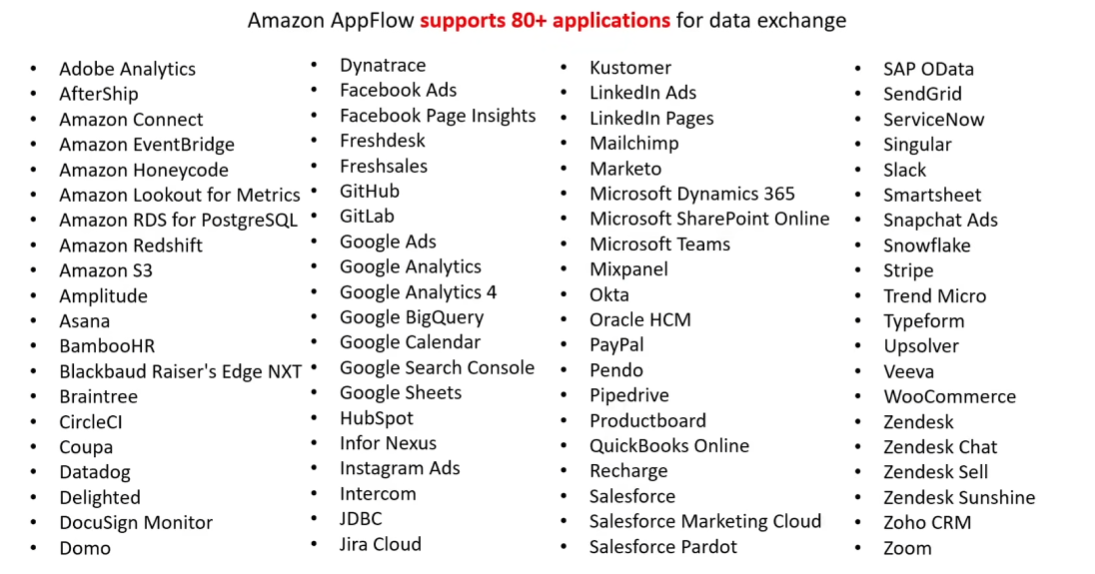 Amazon AppFlow supports 80+ applications for data exchange
• Adobe Analytics
• AfterShip
• Amazon Connect
• Amazon EventBridge
• Amazon Honeycode
• Amazon Lookout for Metrics
• Amazon RDS for PostgreSQL
• Amazon Redshift
• Amazon S3
• Amplitude
• Asana
• BambooHR
• Blackbaud Raiser's Edge NXT
• Braintree
• CircleCI
• Coupa
• Datadog
• Delighted
• DocuSign Monitor
• Domo
• Dynatrace
• Facebook Ads
• Facebook Page Insights
• Freshdesk
• Freshsales
• GitHub
• GitLab
• Google Ads
• Google Analytics
• Google Analytics 4
• Google BigQuery
• Google Calendar
• Google Search Console
• Google Sheets
• HubSpot
• Infor Nexus
• Instagram Ads
• Intercom
• JDBC
• Jira Cloud
• Kustomer
• LinkedIn Ads
• LinkedIn Pages
• Mailchimp
• Marketo
• Microsoft Dynamics 365
• Microsoft SharePoint Online
• Microsoft Teams
• Mixpanel
• Okta
• Oracle HCM
• PayPal
• Pendo
• Pipedrive
• Productboard
• QuickBooks Online
• Recharge
• Salesforce
• Salesforce Marketing Cloud
• Salesforce Pardot
• SAP OData
• SendGrid
• ServiceNow
• Singular
• Slack
• Smartsheet
• Snapchat Ads
• Snowflake
• Stripe
• Trend Micro
• Typeform
• Upsolver
• Veeva
• WooCommerce
• Zendesk
• Zendesk Chat
• Zendesk Sell
• Zendesk Sunshine
• Zoho CRM
• Zoom